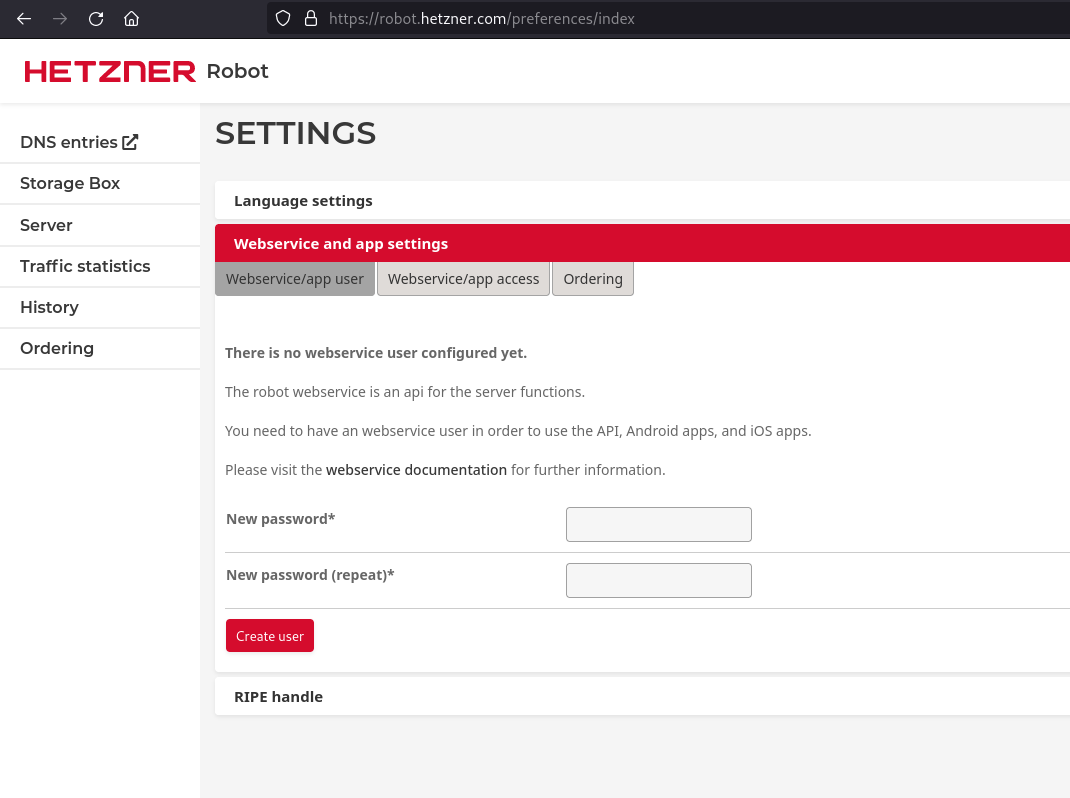 https://robot.hetzner.com/preferences/index
HETZNER Robot
DNS entries
Storage Box
Server
Traffic statistics
History
Ordering
SETTINGS
Language settings
Webservice and app settings
Webservice/app user
Webservice/app access
Ordering
There is no webservice user configured yet.
The robot webservice is an api for the server functions.
You need to have an webservice user in order to use the API, Android apps, and iOS apps.
Please visit the webservice documentation for further information.
New password*
New password (repeat)*
Create user
RIPE handle